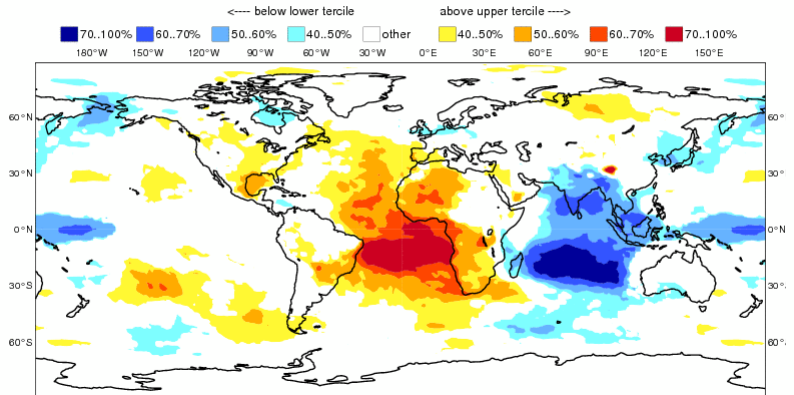 <---- below lower tercile above upper tercile ---->
70..100% 60..70% 50..60% 40..50% other 40..50% 50..60% 60..70% 70..100%
180°W 150°W 120°W 90°W 60°W 30°W 0°E 30°E 60°E 90°E 120°E 150°E
60°N 60°
30°N 30°
0°N 0°N
30°S 30°S
60°S 60°S